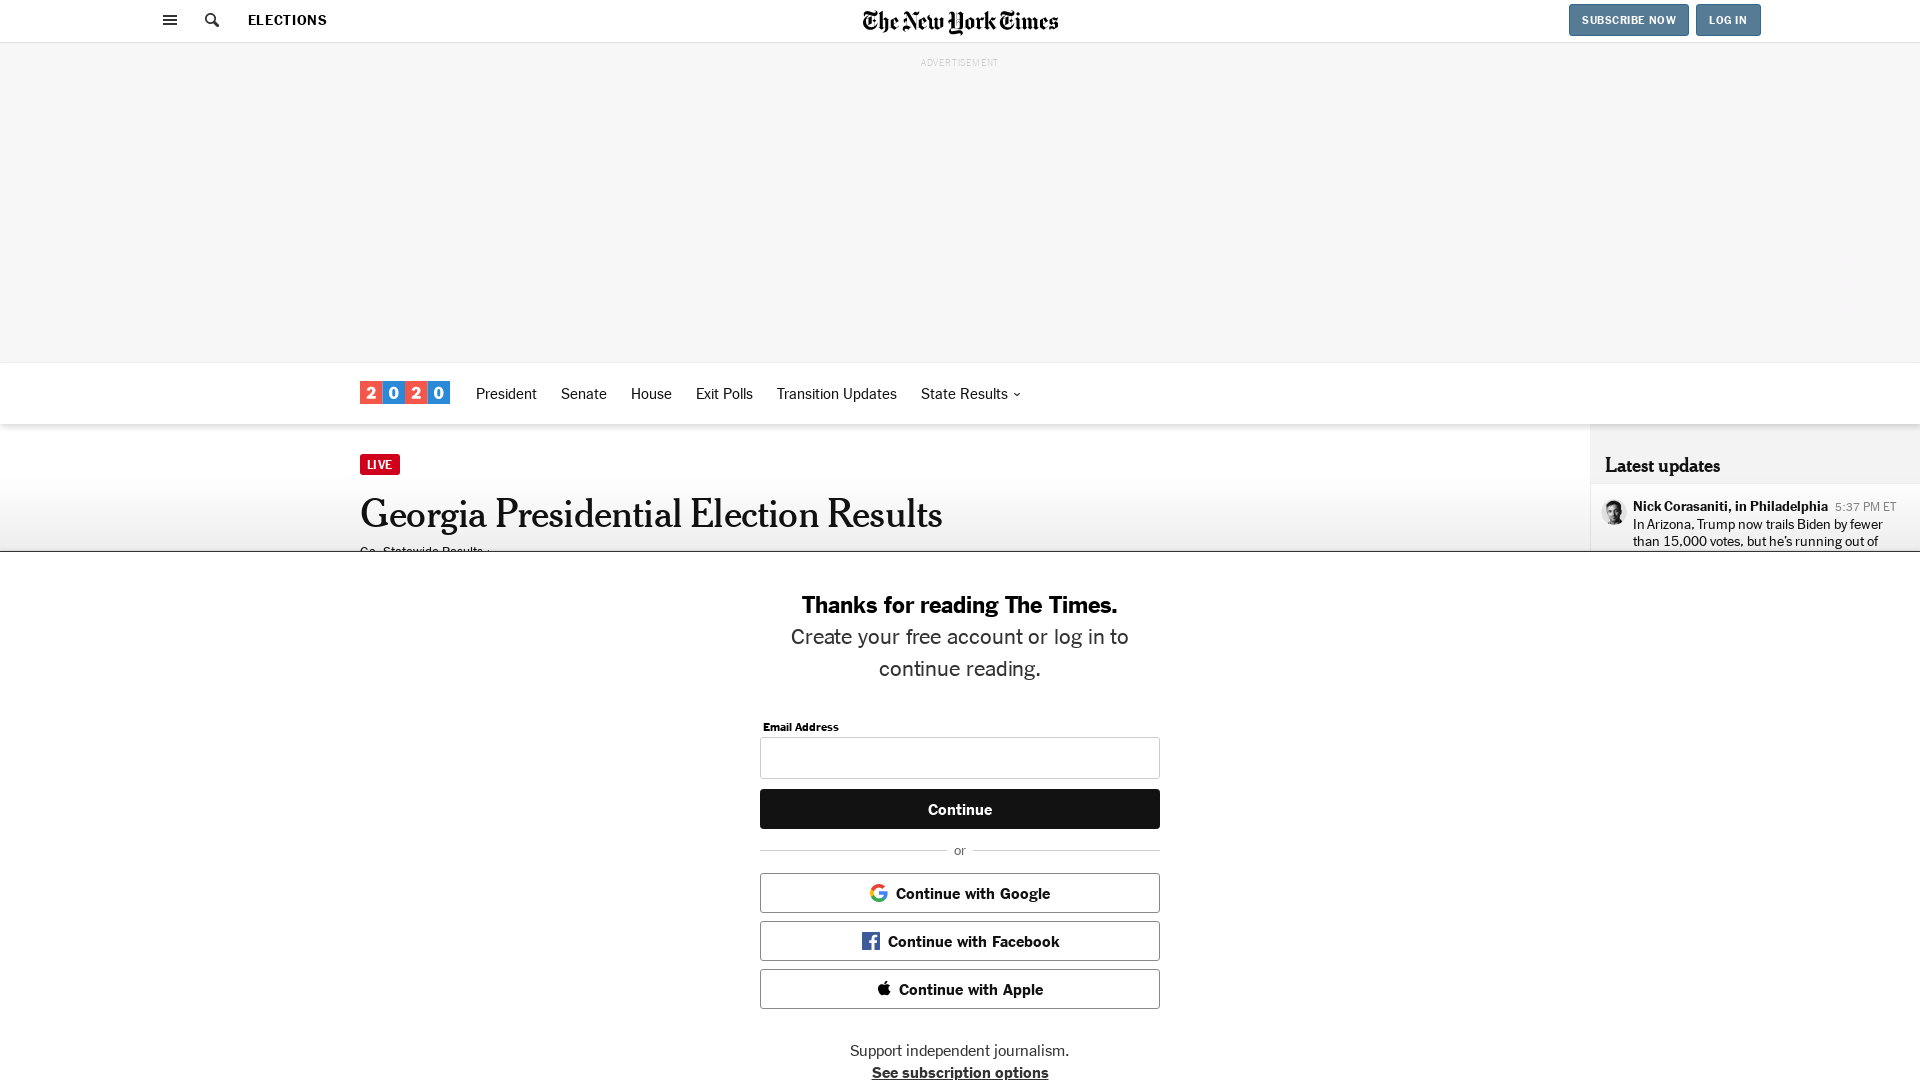 ELECTIONS
The New York Times
SUBSCRIBE NOW
LOG IN
ADVERTISEMENT
2020
President
Senate
House
Exit Polls
Transition Updates
State Results
LIVE
Georgia Presidential Election Results
Latest updates
Nick Corasaniti, in Philadelphia 5:37 PM ET
In Arizona, Trump now trails Biden by fewer
than 15,000 votes, but he’s running out of
Thanks for reading The Times.
Create your free account or log in to
continue reading.
Email Address
Continue
or
Continue with Google
Continue with Facebook
Continue with Apple
Support independent journalism.
See subscription options